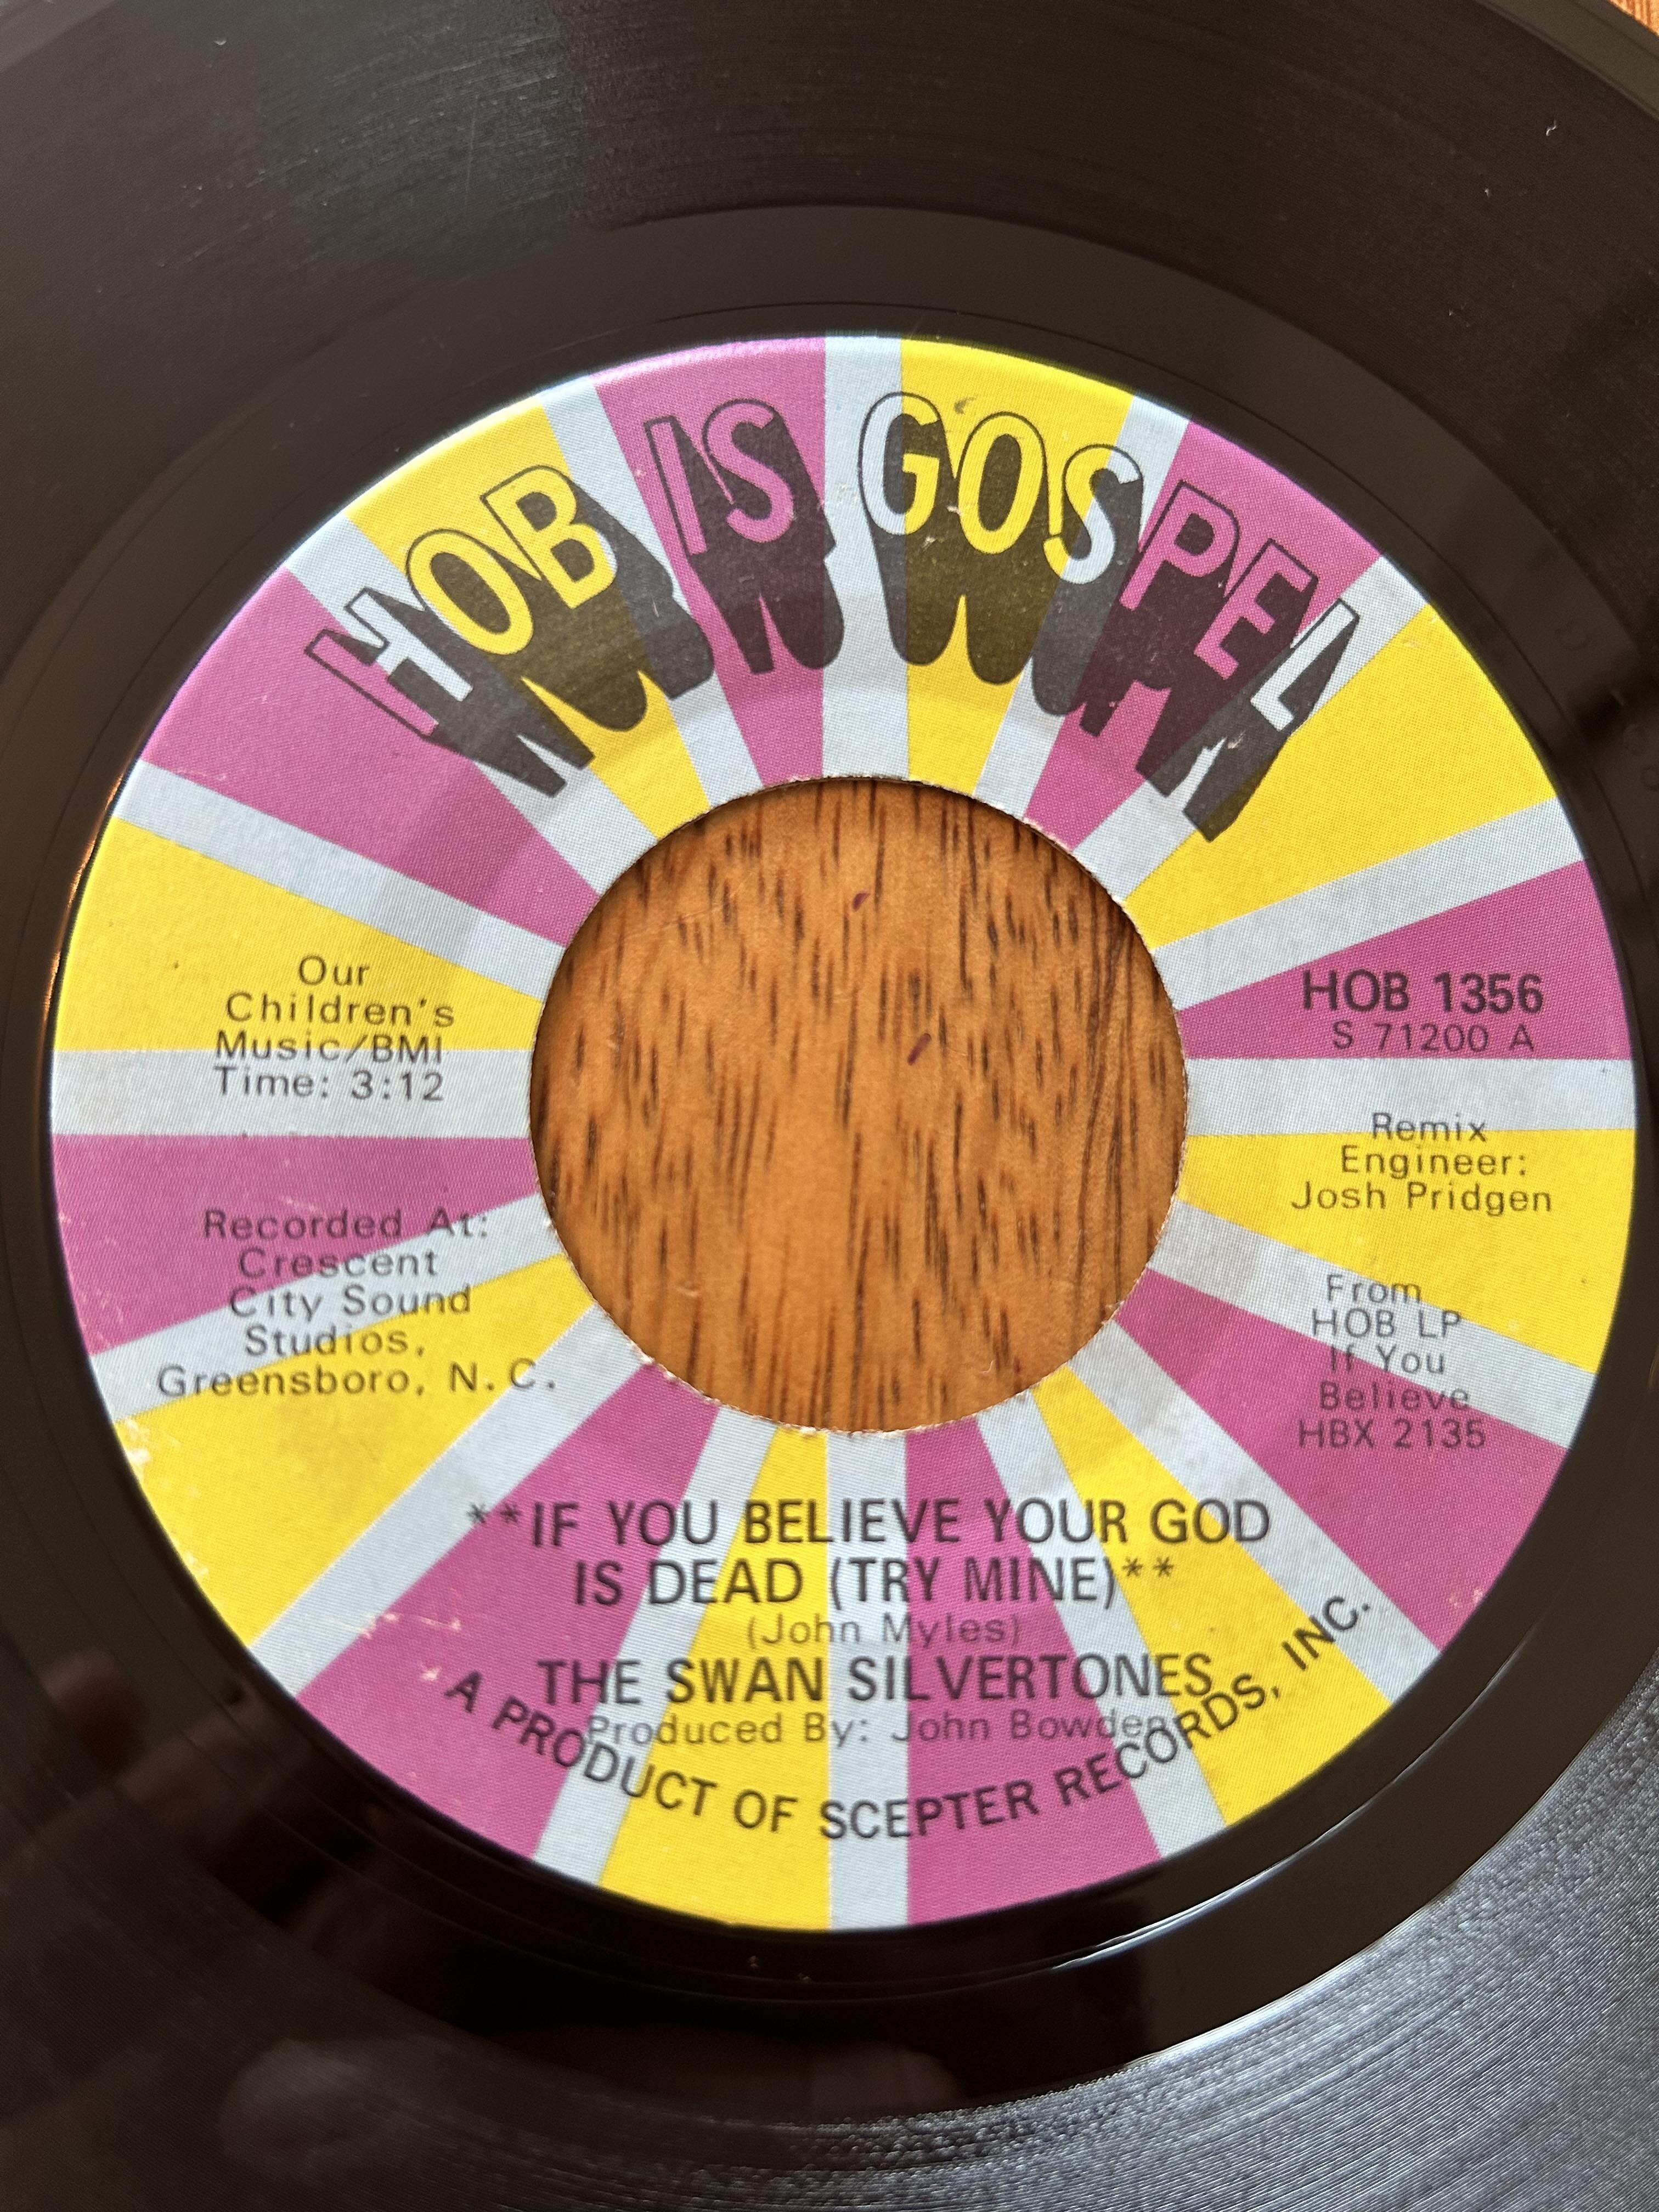 HOB IS GOSPEL
Our
Children's
Music/BMI
Time: 3:12
Recorded At:
Crescent
City Sound
Studios,
Greensboro, N.C.
HOB 1356
S 71200 A
Remix
Engineer:
Josh Pridgen
From
HOB LP
If You
Believe
HBX 2135
**IF YOU BELIEVE YOUR GOD
IS DEAD (TRY MINE)**
(John Myles)
THE SWAN SILVERTONES
Produced By: John Bowden
A PRODUCT OF SCEPTER RECORDS, INC.